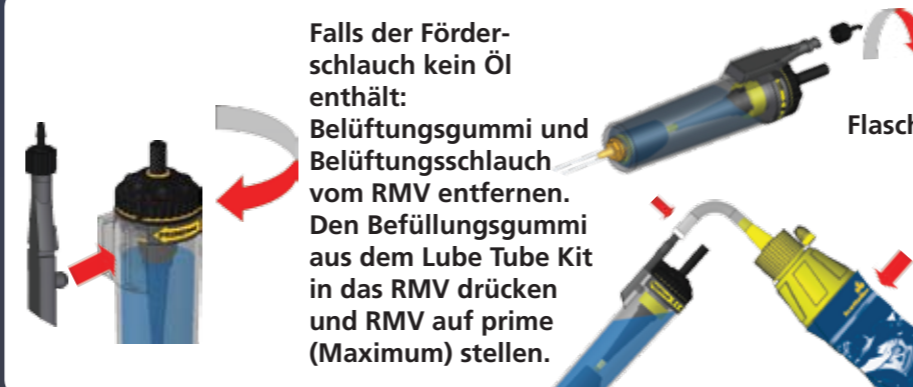 Falls der Förder-
schlauch kein Öl
enthält:
Belüftungsgummi und
Belüftungsschlauch
vom RMV entfernen.
Den Befüllungsgummi
aus dem Lube Tube Kit
in das RMV drücken
und RMV auf prime
(Maximum) stellen.
Flasch